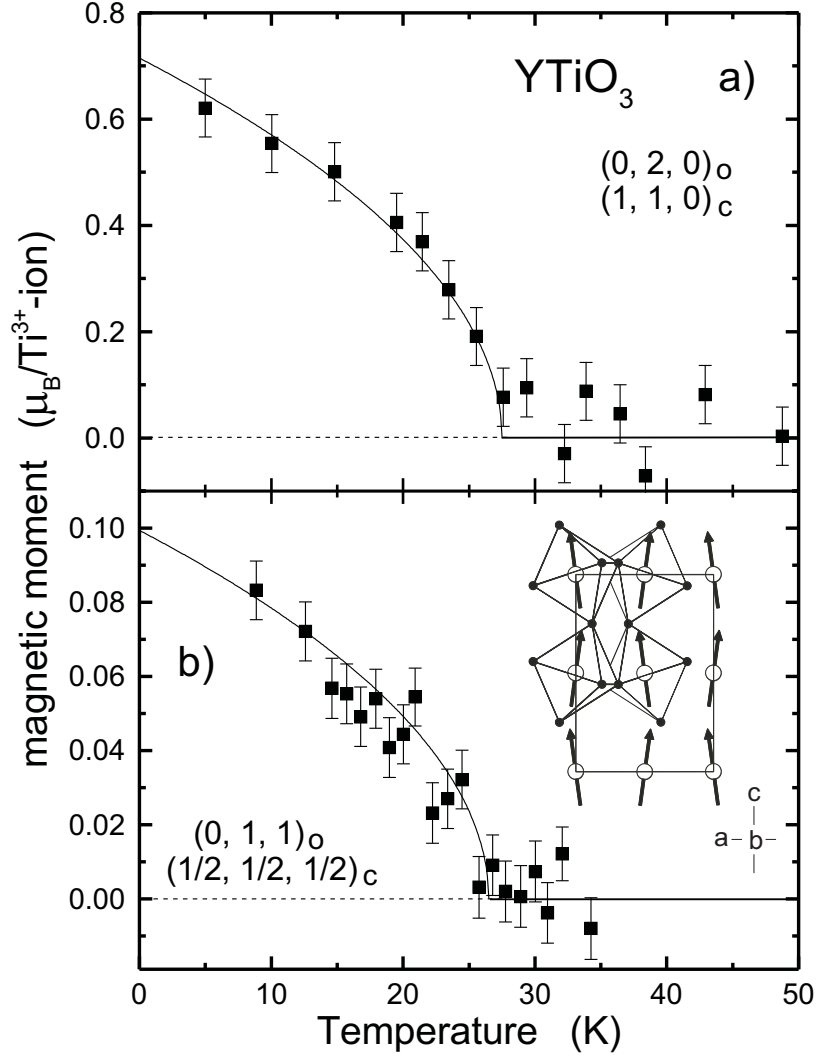 0.8
YTiO3 a)
0.6
(0, 2, 0)o
(1, 1, 0)c
0.4
0.2
0.0
magnetic moment (μB/Ti3+-ion)
0.10
0.08
b)
0.06
0.04
0.02
(0, 1, 1)o
(1/2, 1/2, 1/2)c
0.00
c
a b
0 10 20 30 40 50
Temperature (K)